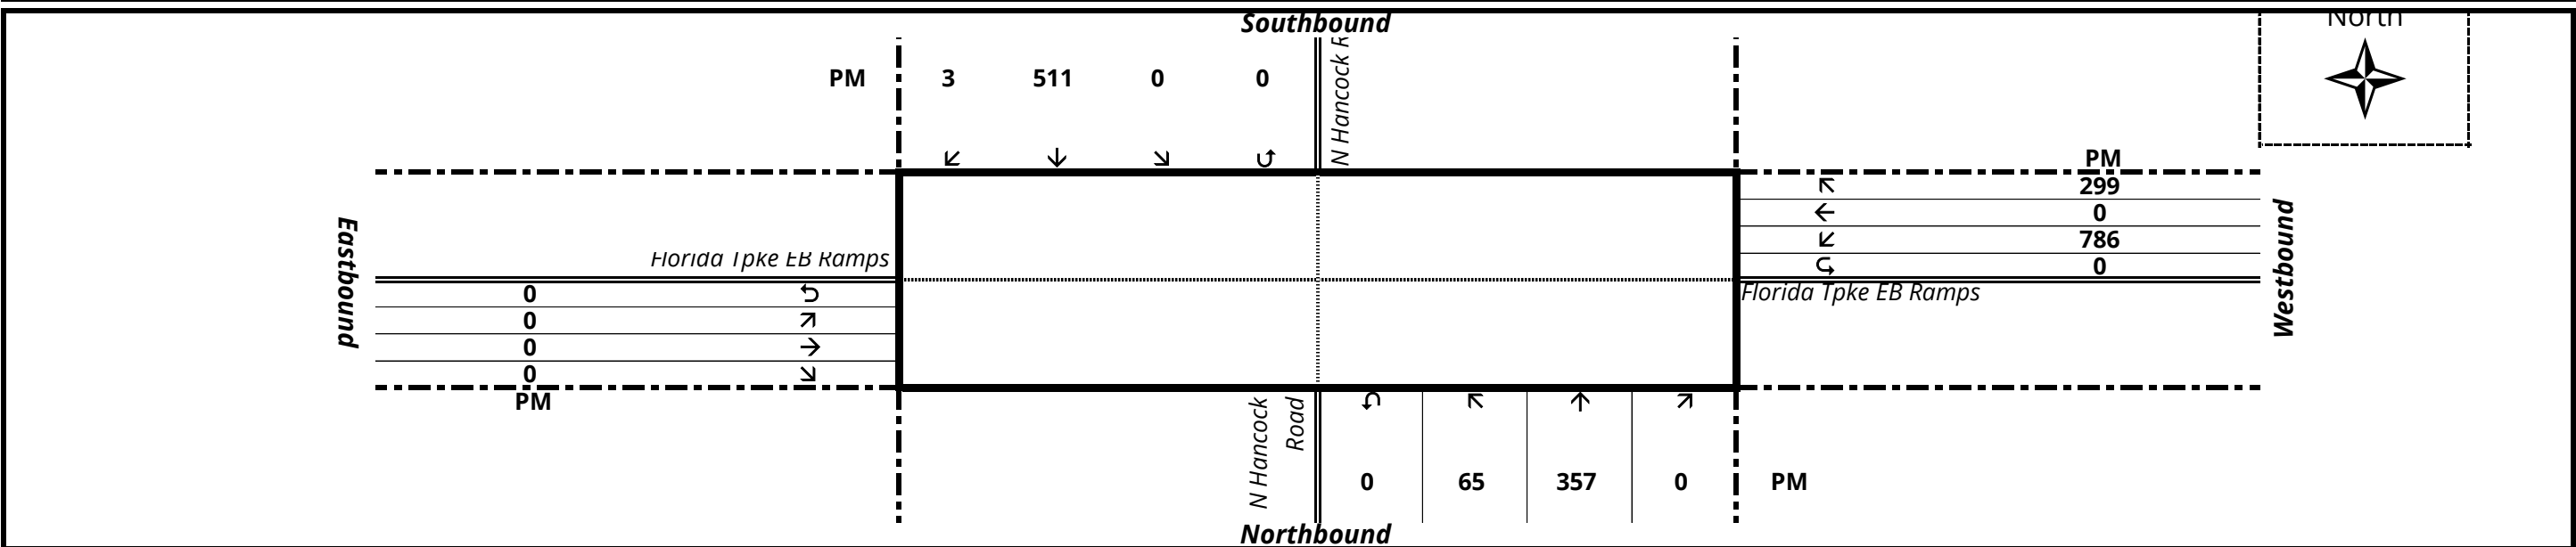 Southbound
North
N Hancock R
PM 3 511 0 0
PM
299
0
786
0
Westbound
Florida Tpke EB Ramps
Eastbound
Florida Tpke EB Ramps
0
0
0
0
PM
N Hancock
Road
0 65 357 0 PM
Northbound